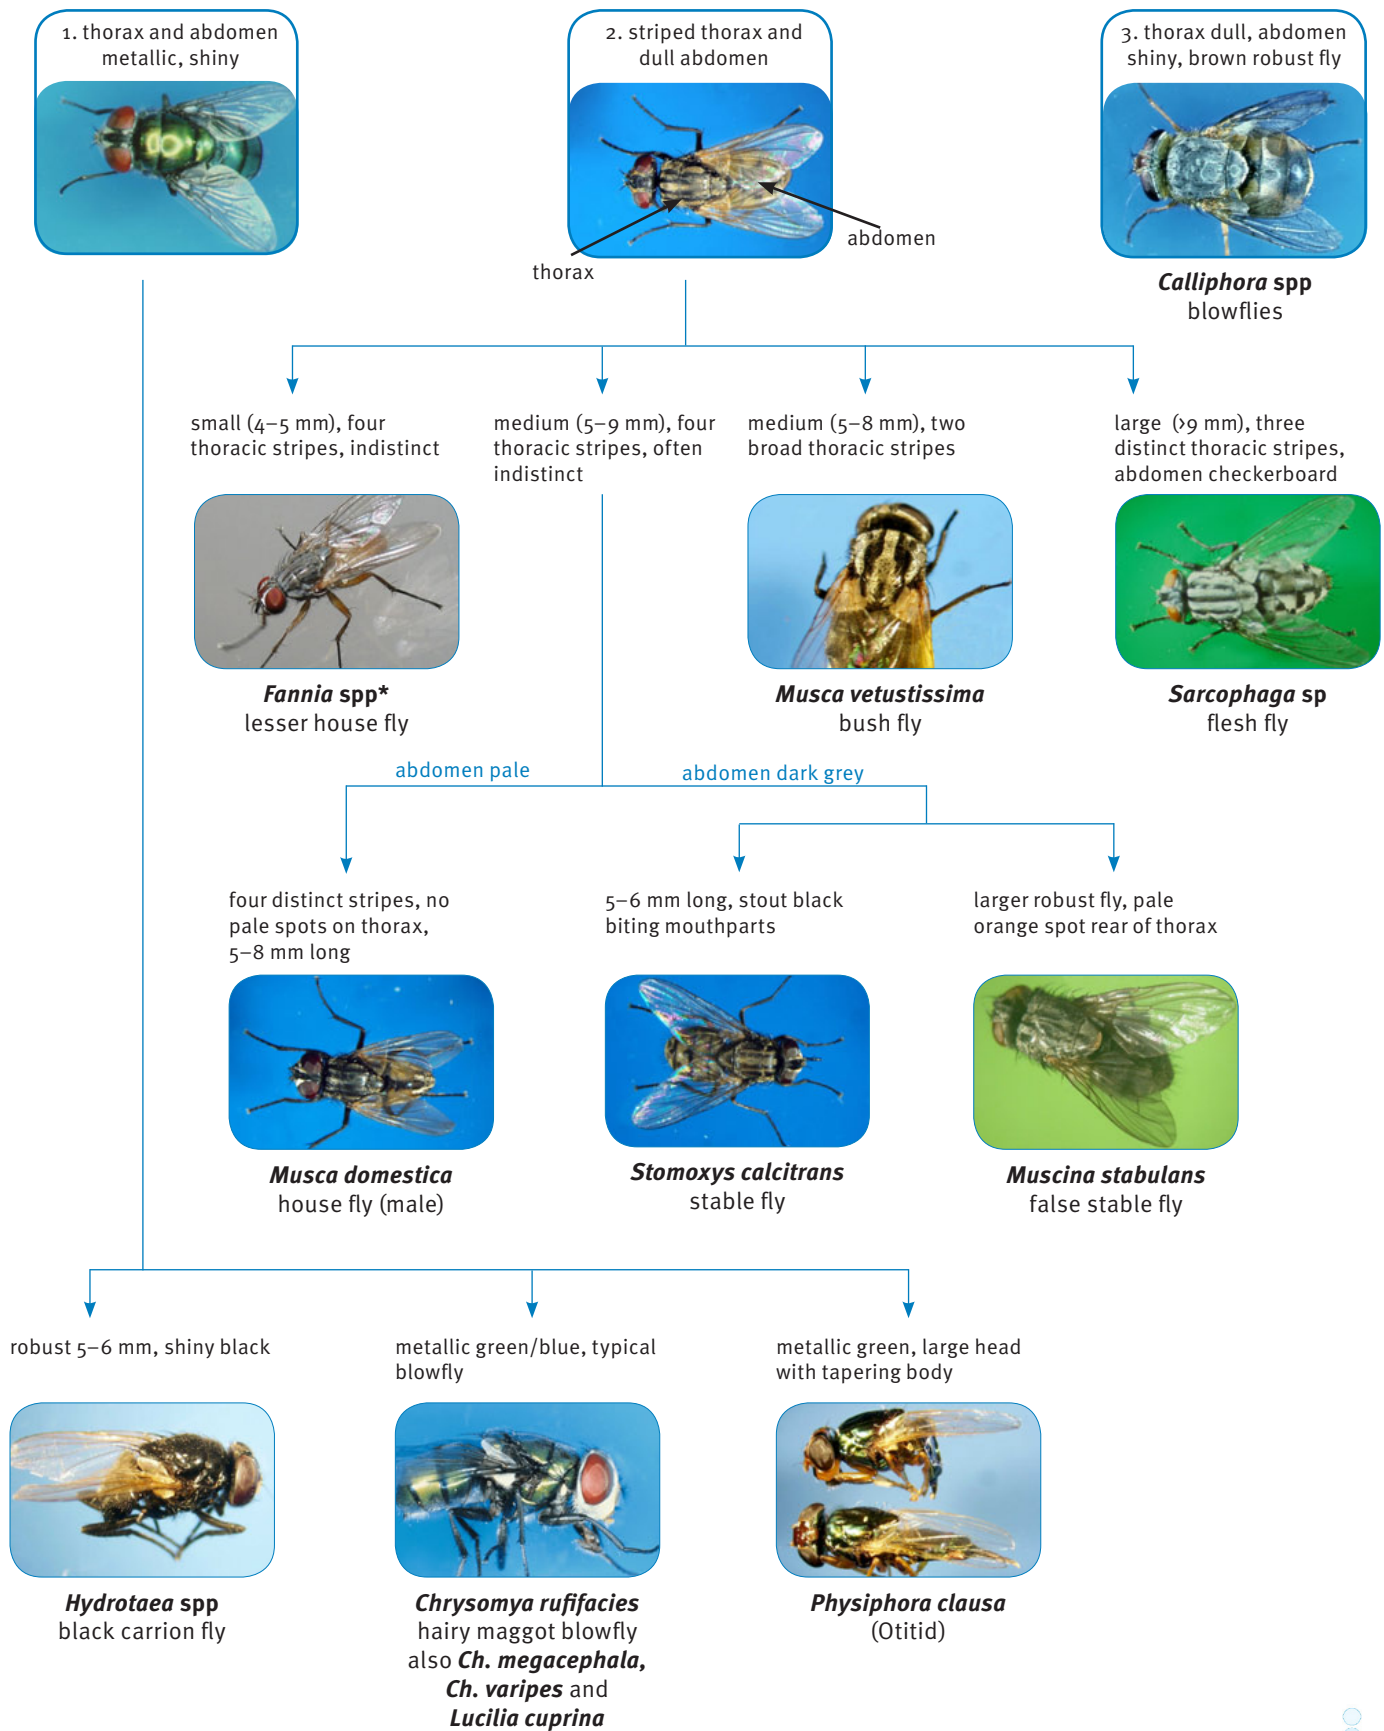 1. thorax and abdomen
metallic, shiny
2. striped thorax and
dull abdomen
3. thorax dull, abdomen
shiny, brown robust fly
thorax
abdomen
Calliphora spp
blowflies
small (4–5 mm), four
thoracic stripes, indistinct
medium (5–9 mm), four
thoracic stripes, often
indistinct
medium (5–8 mm), two
broad thoracic stripes
large (>9 mm), three
distinct thoracic stripes,
abdomen checkerboard
Fannia spp*
lesser house fly
Musca vetustissima
bush fly
Sarcophaga sp
flesh fly
abdomen pale
abdomen dark grey
four distinct stripes, no
pale spots on thorax,
5–8 mm long
5–6 mm long, stout black
biting mouthparts
larger robust fly, pale
orange spot rear of thorax
Musca domestica
house fly (male)
Stomoxys calcitrans
stable fly
Muscina stabulans
false stable fly
robust 5–6 mm, shiny black
metallic green/blue, typical
blowfly
metallic green, large head
with tapering body
Hydrotaea spp
black carrion fly
Chrysomya rufifacies
hairy maggot blowfly
also Ch. megacephala,
Ch. varipes and
Lucilia cuprina
Physiphora clausa
(Otitid)